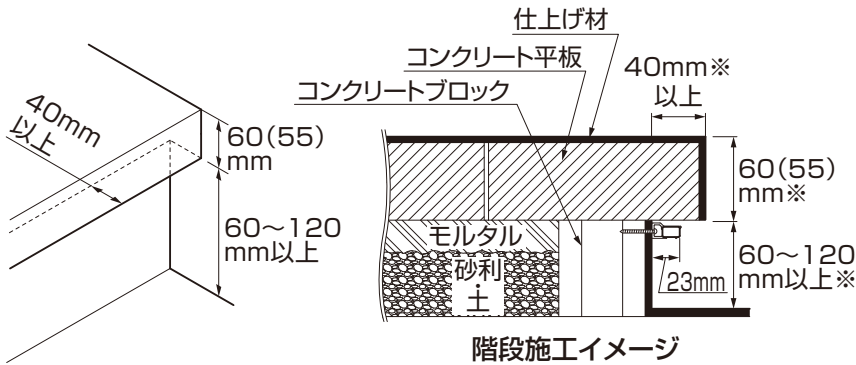 40mm
以上
60(55)
mm
60～120
mm以上
仕上げ材
コンクリート平板
コンクリートブロック
40mm※
以上
60(55)
mm※
モルタル
砂利
・
土
23mm
60～120
mm以上※
階段施工イメージ